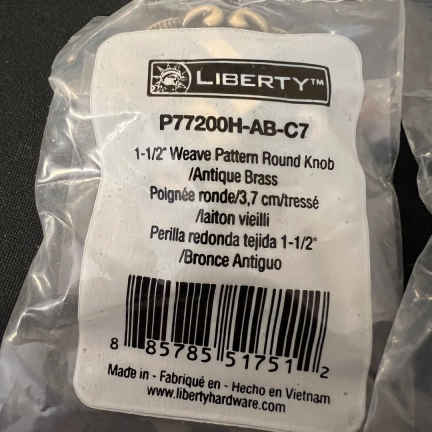 LIBERTY™
P77200H-AB-C7
1-1/2" Weave Pattern Round Knob
/Antique Brass
Poignée ronde/3,7 cm/tressé
/laiton vieilli
Perilla redonda tejida 1-1/2"
/Bronce Antiguo
8 85785 51751 2
Made in - Fabriqué en - Hecho en Vietnam
www.libertyhardware.com